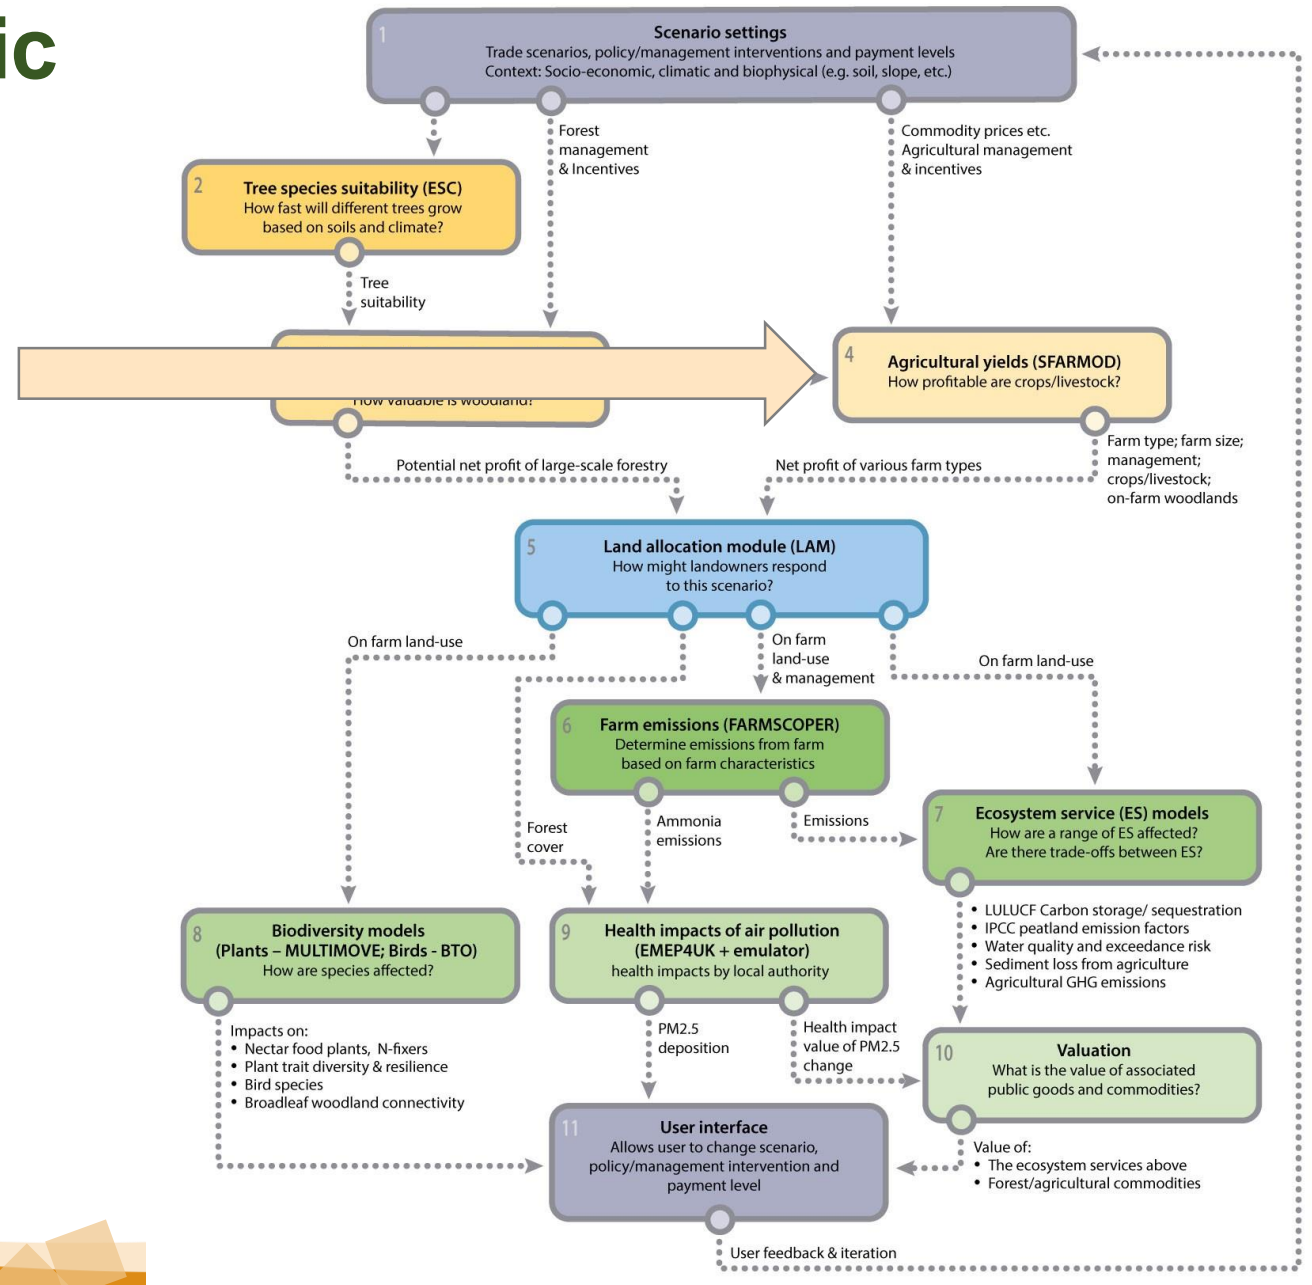 ic
1
Scenario settings
Trade scenarios, policy/management interventions and payment levels
Context: Socio-economic, climatic and biophysical (e.g. soil, slope, etc.)
Forest
management
& Incentives
Commodity prices etc.
Agricultural management
& incentives
2
Tree species suitability (ESC)
How fast will different trees grow
based on soils and climate?
Tree
suitability
How valuable is woodland?
4
Agricultural yields (SFARMOD)
How profitable are crops/livestock?
Potential net profit of large-scale forestry
Net profit of various farm types
Farm type; farm size;
management;
crops/livestock;
on-farm woodlands
5
Land allocation module (LAM)
How might landowners respond
to this scenario?
On farm land-use
On farm
land-use
& management
On farm land-use
6
Farm emissions (FARMSCOPER)
Determine emissions from farm
based on farm characteristics
Forest
cover
Ammonia
emissions
Emissions
7
Ecosystem service (ES) models
How are a range of ES affected?
Are there trade-offs between ES?
• LULUCF Carbon storage/ sequestration
• IPCC peatland emission factors
• Water quality and exceedance risk
• Sediment loss from agriculture
• Agricultural GHG emissions
8
Biodiversity models
(Plants – MULTIMOVE; Birds - BTO)
How are species affected?
Impacts on:
• Nectar food plants, N-fixers
• Plant trait diversity & resilience
• Bird species
• Broadleaf woodland connectivity
9
Health impacts of air pollution
(EMEP4UK + emulator)
health impacts by local authority
PM2.5
deposition
Health impact
value of PM2.5
change
10
Valuation
What is the value of associated
public goods and commodities?
Value of:
• The ecosystem services above
• Forest/agricultural commodities
11
User interface
Allows user to change scenario,
policy/management intervention and
payment level
User feedback & iteration